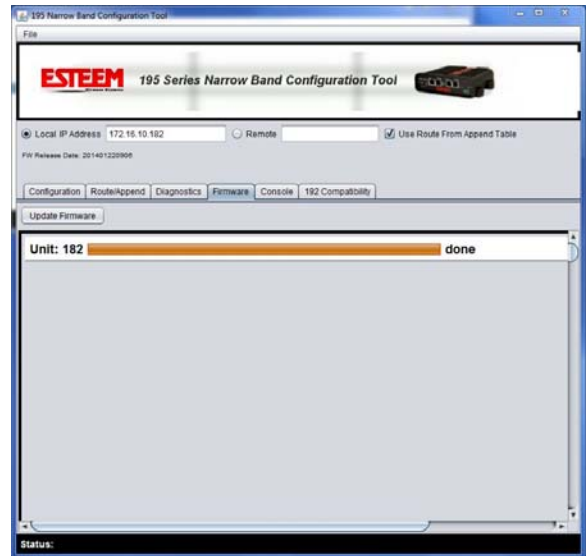 195 Narrow Band Configuration Tool
File
ESTEEM 195 Series Narrow Band Configuration Tool
Local IP Address 172.16.10.182 Remote Use Route From Append Table
FW Release Date: 201401220906
Configuration Route/Append Diagnostics Firmware Console 192 Compatibility
Update Firmware
Unit: 182 done
Status: